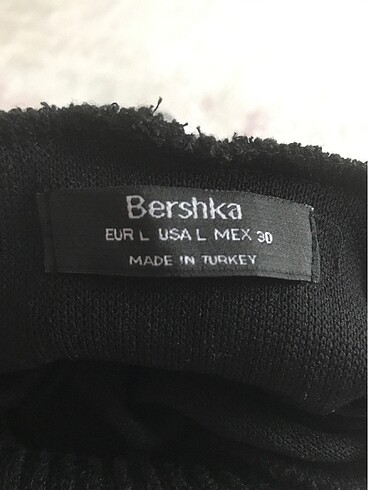 Bershka
EUR L USA L MEX 30
MADE IN TURKEY